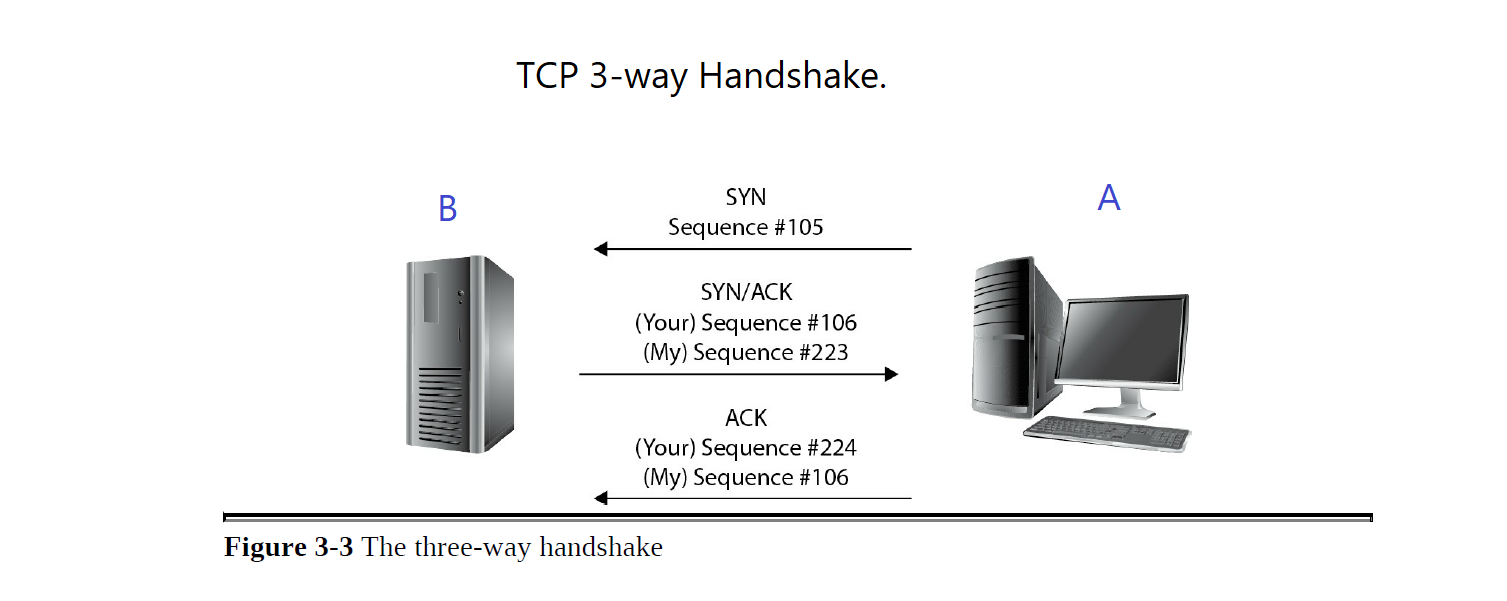 TCP 3-way Handshake.
B
A
SYN
Sequence #105
SYN/ACK
(Your) Sequence #106
(My) Sequence #223
ACK
(Your) Sequence #224
(My) Sequence #106
Figure 3-3 The three-way handshake